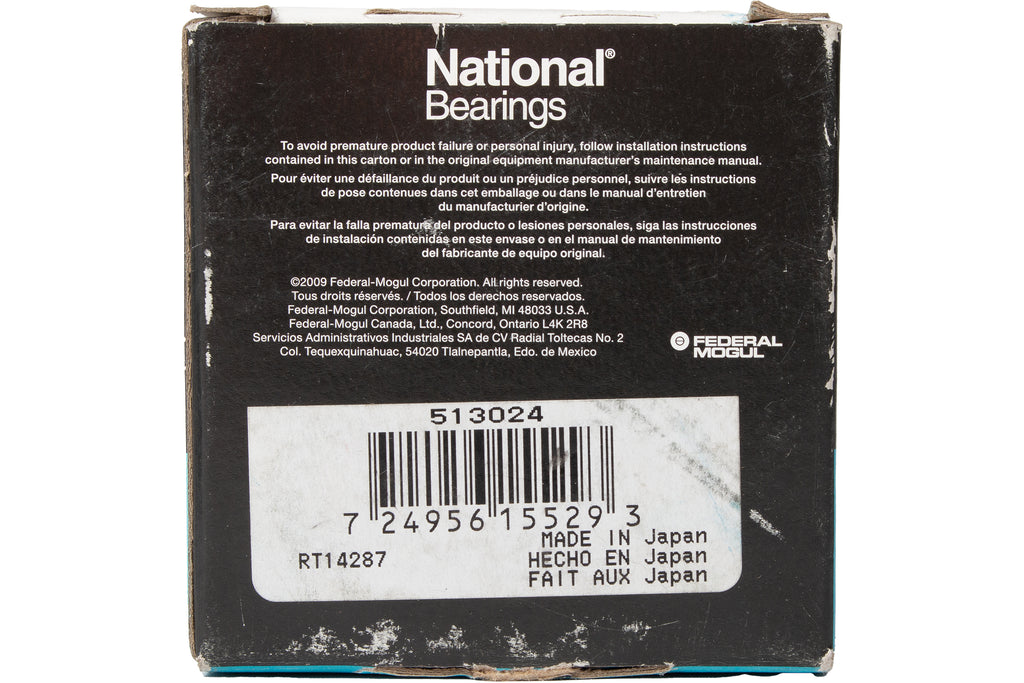 National®
Bearings
To avoid premature product failure or personal injury, follow installation instructions
contained in this carton or in the original equipment manufacturer's maintenance manual.
Pour éviter une défaillance du produit ou un préjudice personnel, suivre les instructions
de pose contenues dans cet emballage ou dans le manual d'entretien
du manufacturier d'origine.
Para evitar la falla prematura del producto o lesiones personales, siga las instrucciones
de instalación contenidas en este envase o en el manual de mantenimiento
del fabricante de equipo original.
©2009 Federal-Mogul Corporation. All rights reserved.
Tous droits réservés. / Todos los derechos reservados.
Federal-Mogul Corporation, Southfield, MI 48033 U.S.A.
Federal-Mogul Canada, Ltd., Concord, Ontario L4K 2R8
Servicios Administrativos Industriales SA de CV Radial Toltecas No. 2
Col. Tequexquinahuac, 54020 Tlalnepantla, Edo. de Mexico
FEDERAL
MOGUL
513024
7 24956 15529 3
MADE IN Japan
RT14287
HECHO EN Japan
FAIT AUX Japan